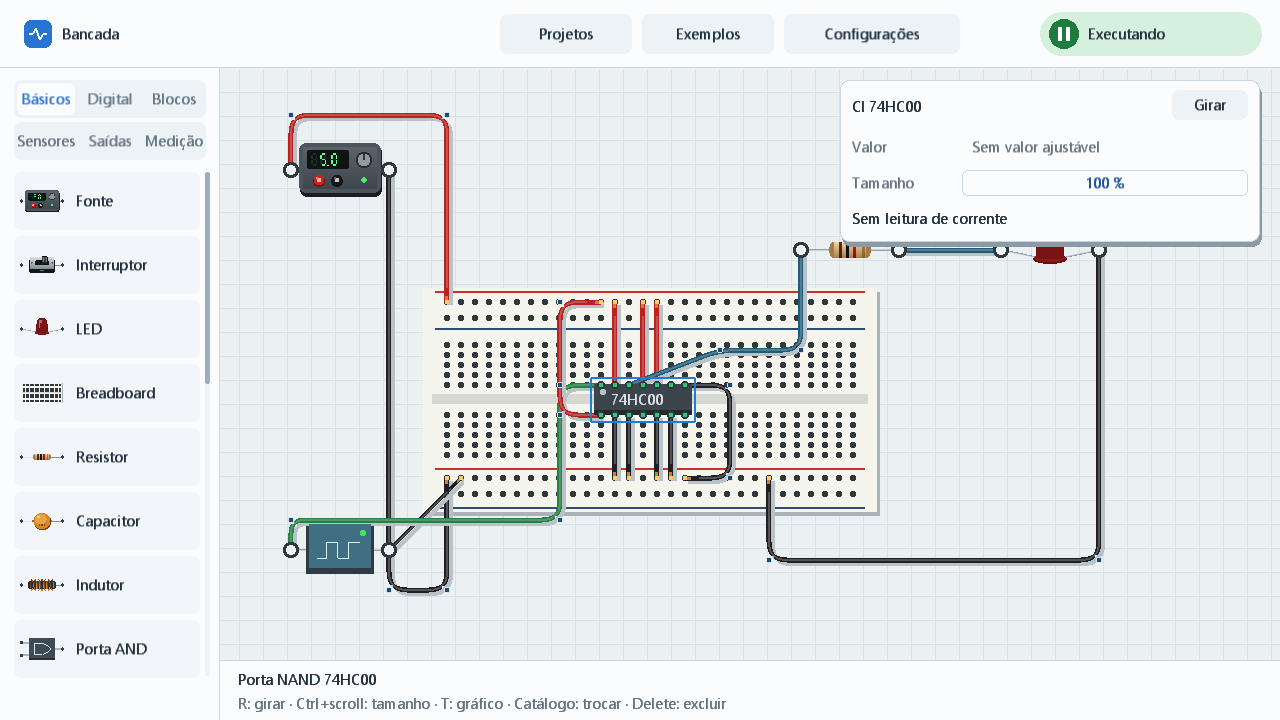 Bancada
Projetos
Exemplos
Configurações
Executando
Básicos
Digital
Blocos
Sensores
Saídas
Medição
Fonte
Interruptor
LED
Breadboard
Resistor
Capacitor
Indutor
Porta AND
5.0
CI 74HC00
Girar
Valor
Sem valor ajustável
Tamanho
100 %
Sem leitura de corrente
74HC00
Porta NAND 74HC00
R: girar · Ctrl+scroll: tamanho · T: gráfico · Catálogo: trocar · Delete: excluir